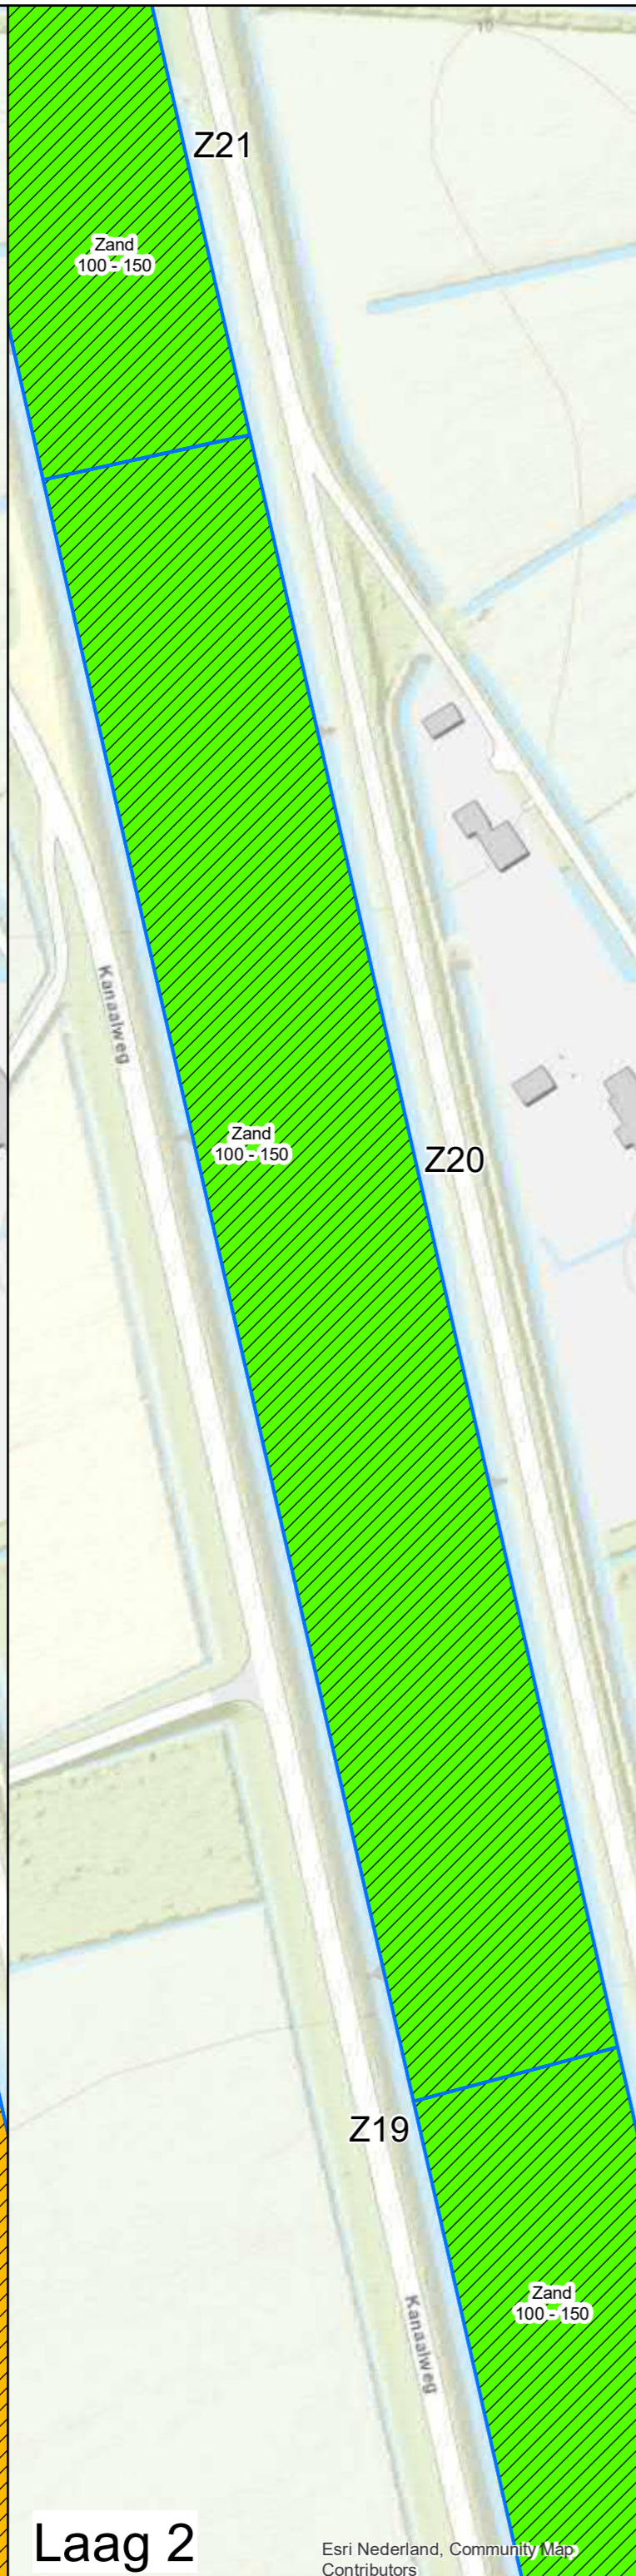 10
Z21
Zand
100 - 150
Kanaalweg
Zand
100 - 150
Z20
Z19
Zand
100 - 150
Kanaalweg
Laag 2
Esri Nederland, Community Map
Contributors